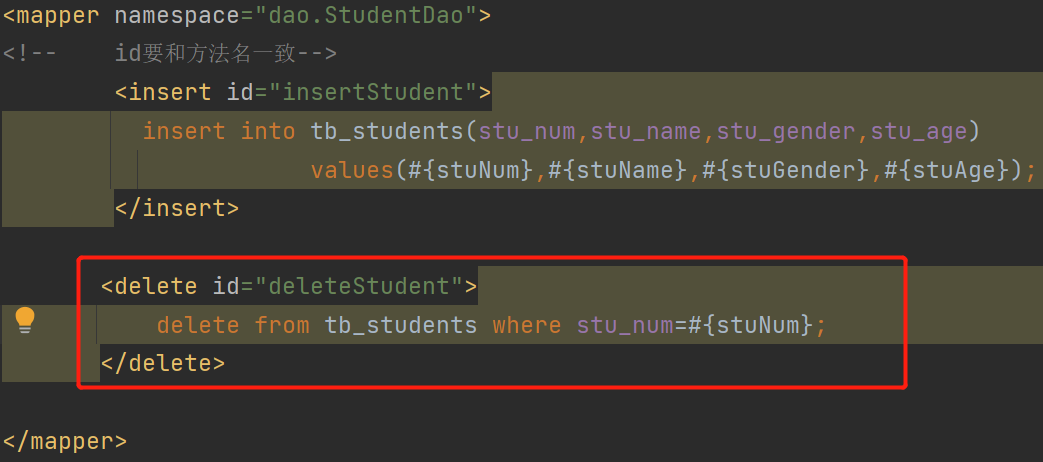 <mapper namespace="dao.StudentDao">
<!-- id要和方法名一致-->
<insert id="insertStudent">
insert into tb_students(stu_num,stu_name,stu_gender,stu_age)
values(#{stuNum},#{stuName},#{stuGender},#{stuAge});
</insert>
<delete id="deleteStudent">
delete from tb_students where stu_num=#{stuNum};
</delete>
</mapper>